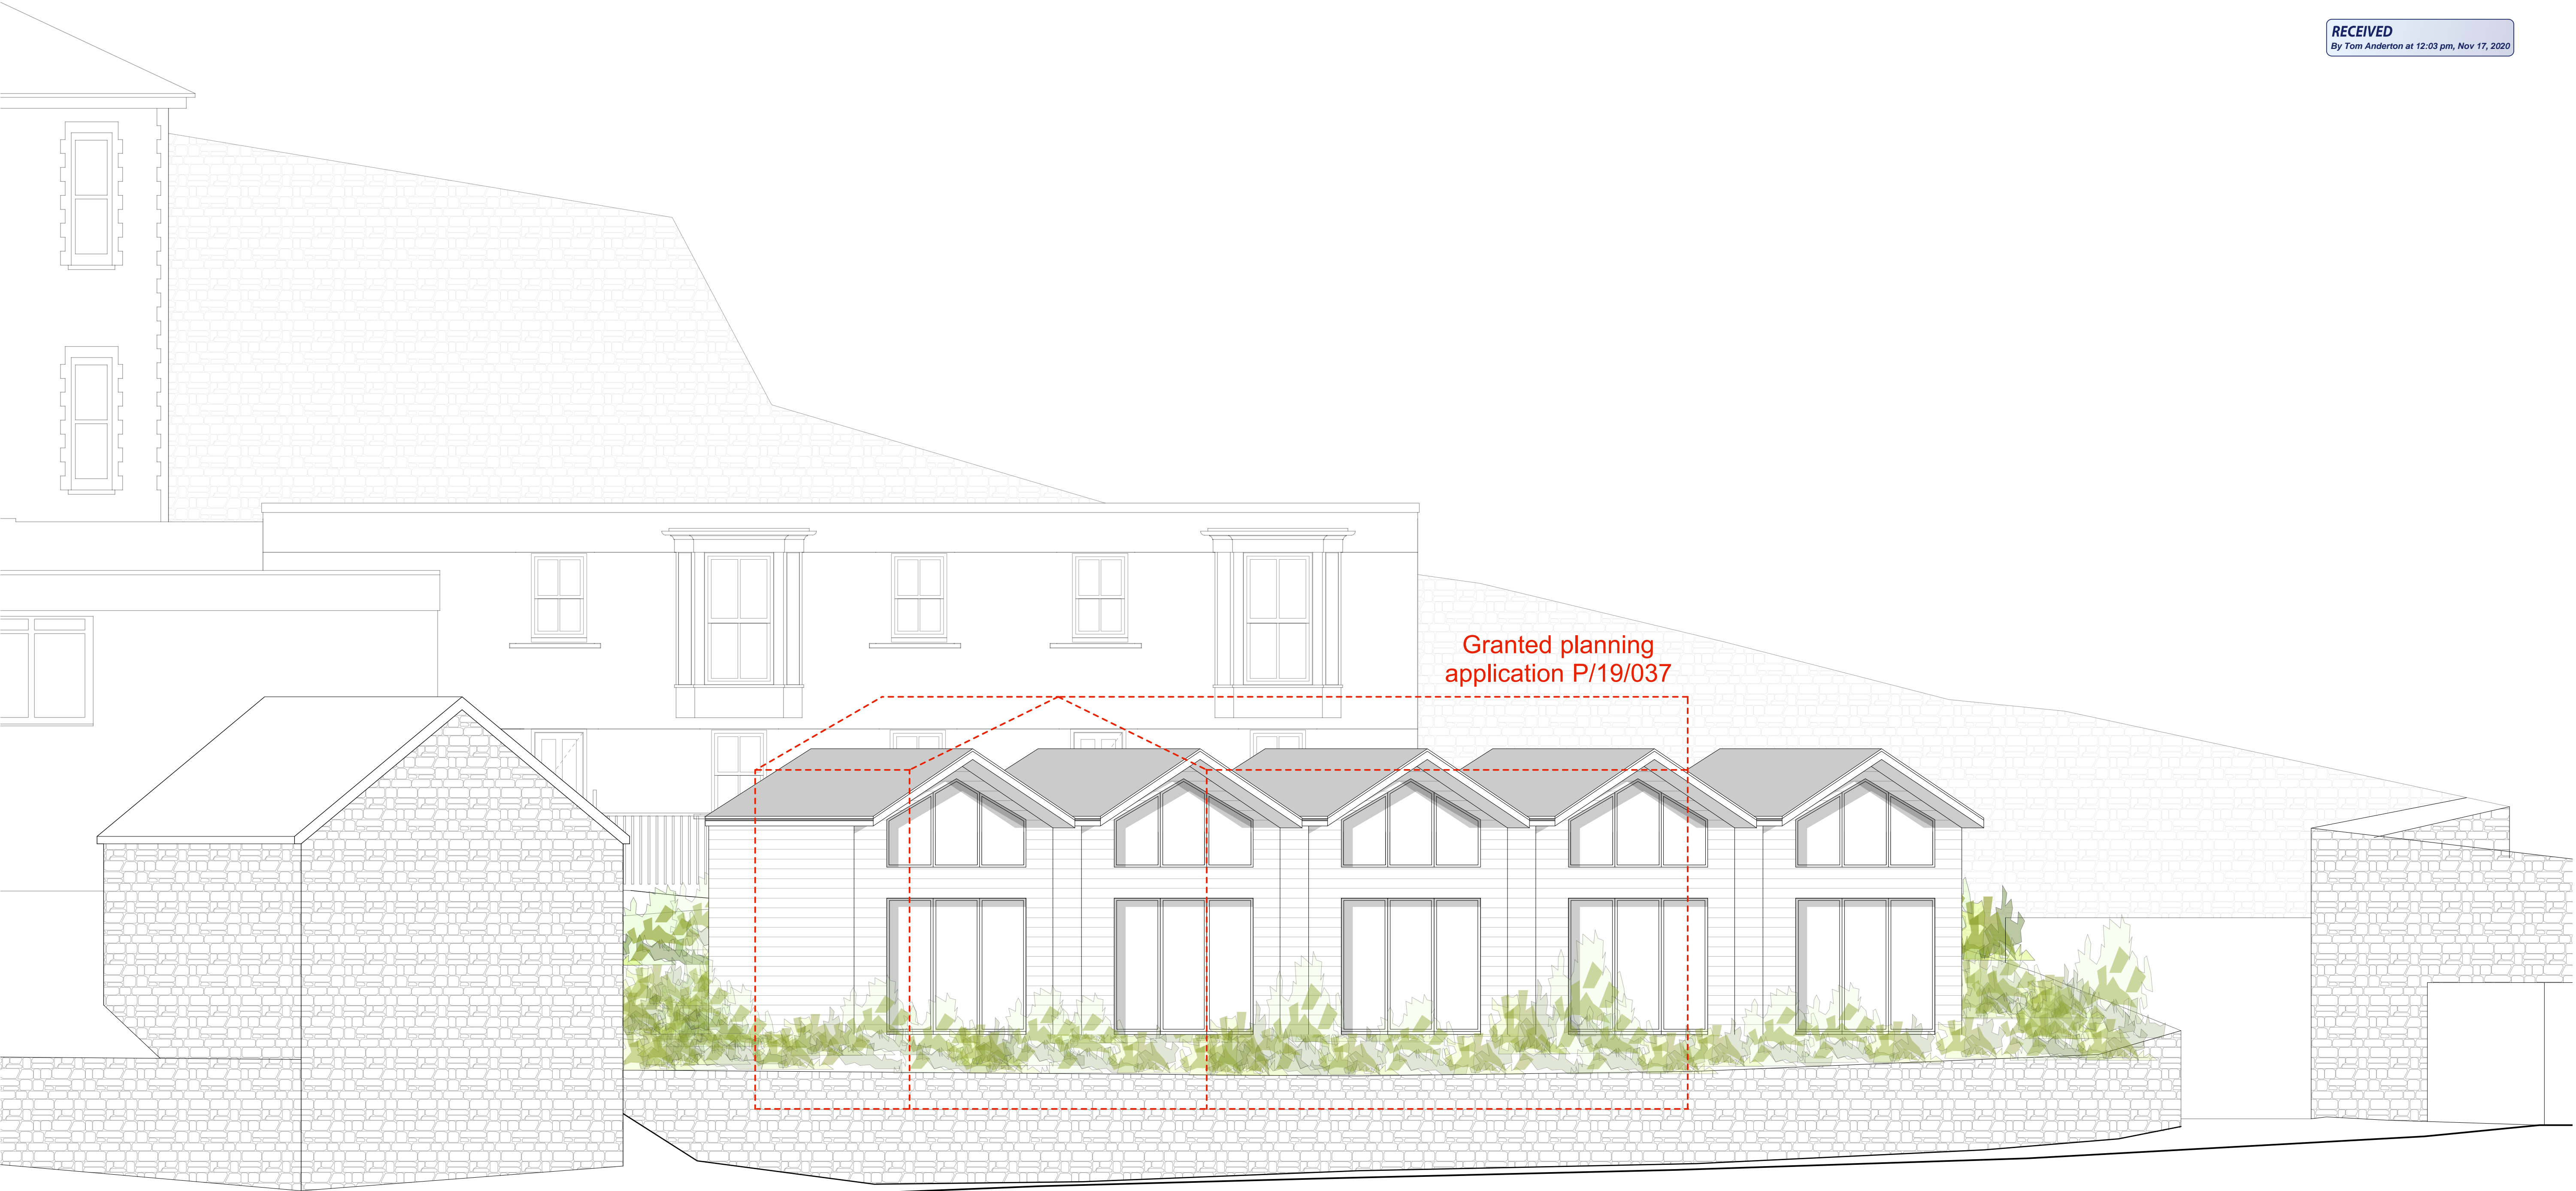 RECEIVED
By Tom Anderton at 12:03 pm, Nov 17, 2020
Granted planning
application P/19/037